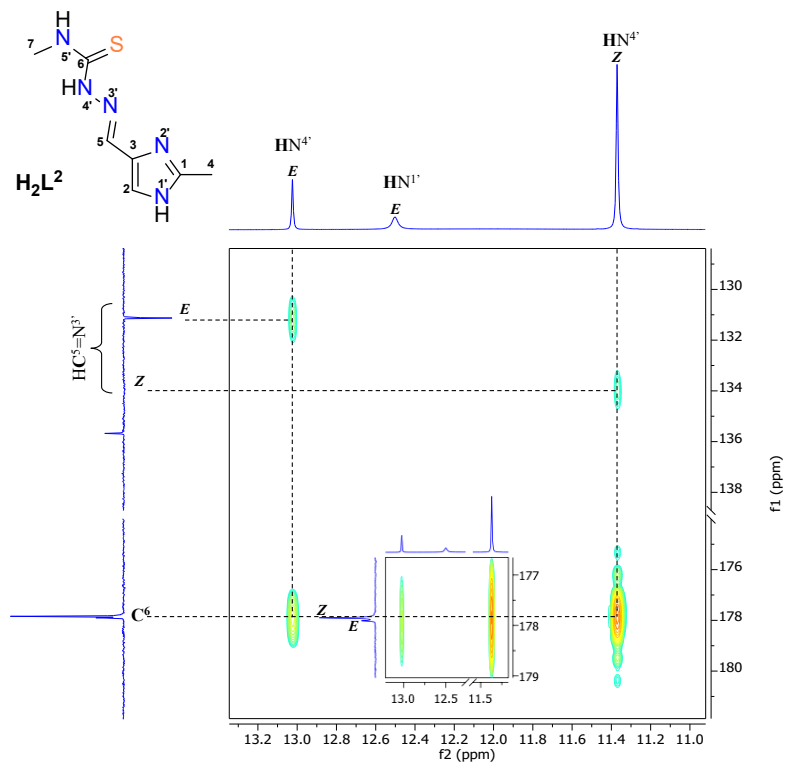 H
N
S
7
5'
6
HN
4'
N
3'
5
3
N
2'
1
4
2
N
1'
H
H₂L²
HN⁴'
E
HN¹'
E
HN⁴'
Z
HC⁵=N³'
E
Z
C⁶
130
132
134
136
138
176
178
180
f1 (ppm)
Z
E
177
178
179
13.0 12.5 11.5
13.2 13.0 12.8 12.6 12.4 12.2 12.0 11.8 11.6 11.4 11.2 11.0
f2 (ppm)